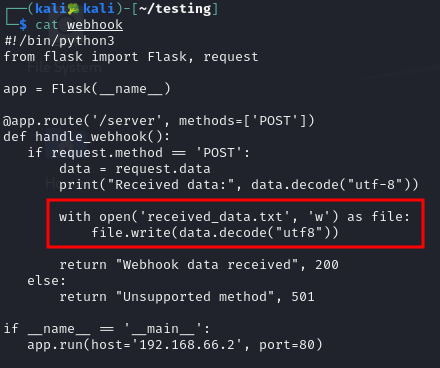 ┌──(kali㉿kali)-[~/testing]
└─$ cat webhook
#!/bin/python3
from flask import Flask, request
app = Flask(__name__)
@app.route('/server', methods=['POST'])
def handle_webhook():
    if request.method == 'POST':
        data = request.data
        print("Received data:", data.decode("utf-8"))
        with open('received_data.txt', 'w') as file:
            file.write(data.decode("utf8"))
        return "Webhook data received", 200
    else:
        return "Unsupported method", 501
if __name__ == '__main__':
    app.run(host='192.168.66.2', port=80)